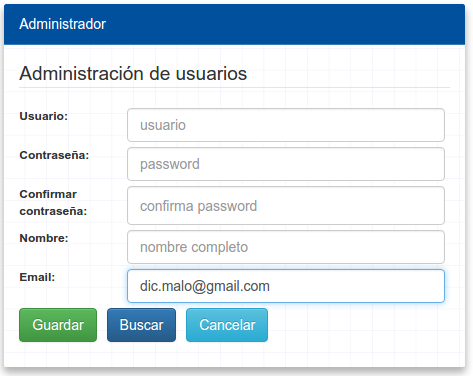 Administrador
Administración de usuarios
Usuario:
usuario
Contraseña:
password
Confirmar
contraseña:
confirma password
Nombre:
nombre completo
Email:
dic.malo@gmail.com
Guardar Buscar Cancelar